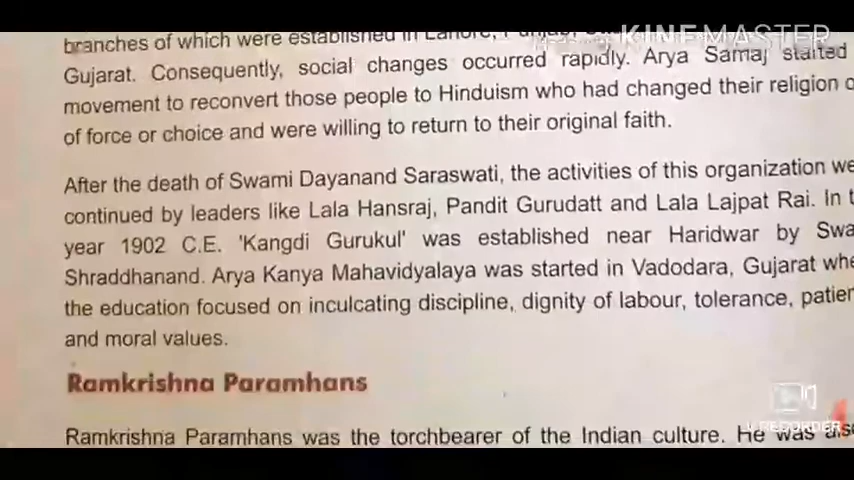 KINEMASTER
branches of which were established in Lahore, Punjab,
Gujarat. Consequently, social changes occurred rapidly. Arya Samaj started
movement to reconvert those people to Hinduism who had changed their religion o
of force or choice and were willing to return to their original faith.
After the death of Swami Dayanand Saraswati, the activities of this organization we
continued by leaders like Lala Hansraj, Pandit Gurudatt and Lala Lajpat Rai. In t
year 1902 C.E. 'Kangdi Gurukul' was established near Haridwar by Swa
Shraddhanand. Arya Kanya Mahavidyalaya was started in Vadodara, Gujarat whe
the education focused on inculcating discipline, dignity of labour, tolerance, patien
and moral values.
Ramkrishna Paramhans
Ramkrishna Paramhans was the torchbearer of the Indian culture. He was also
RECORDER